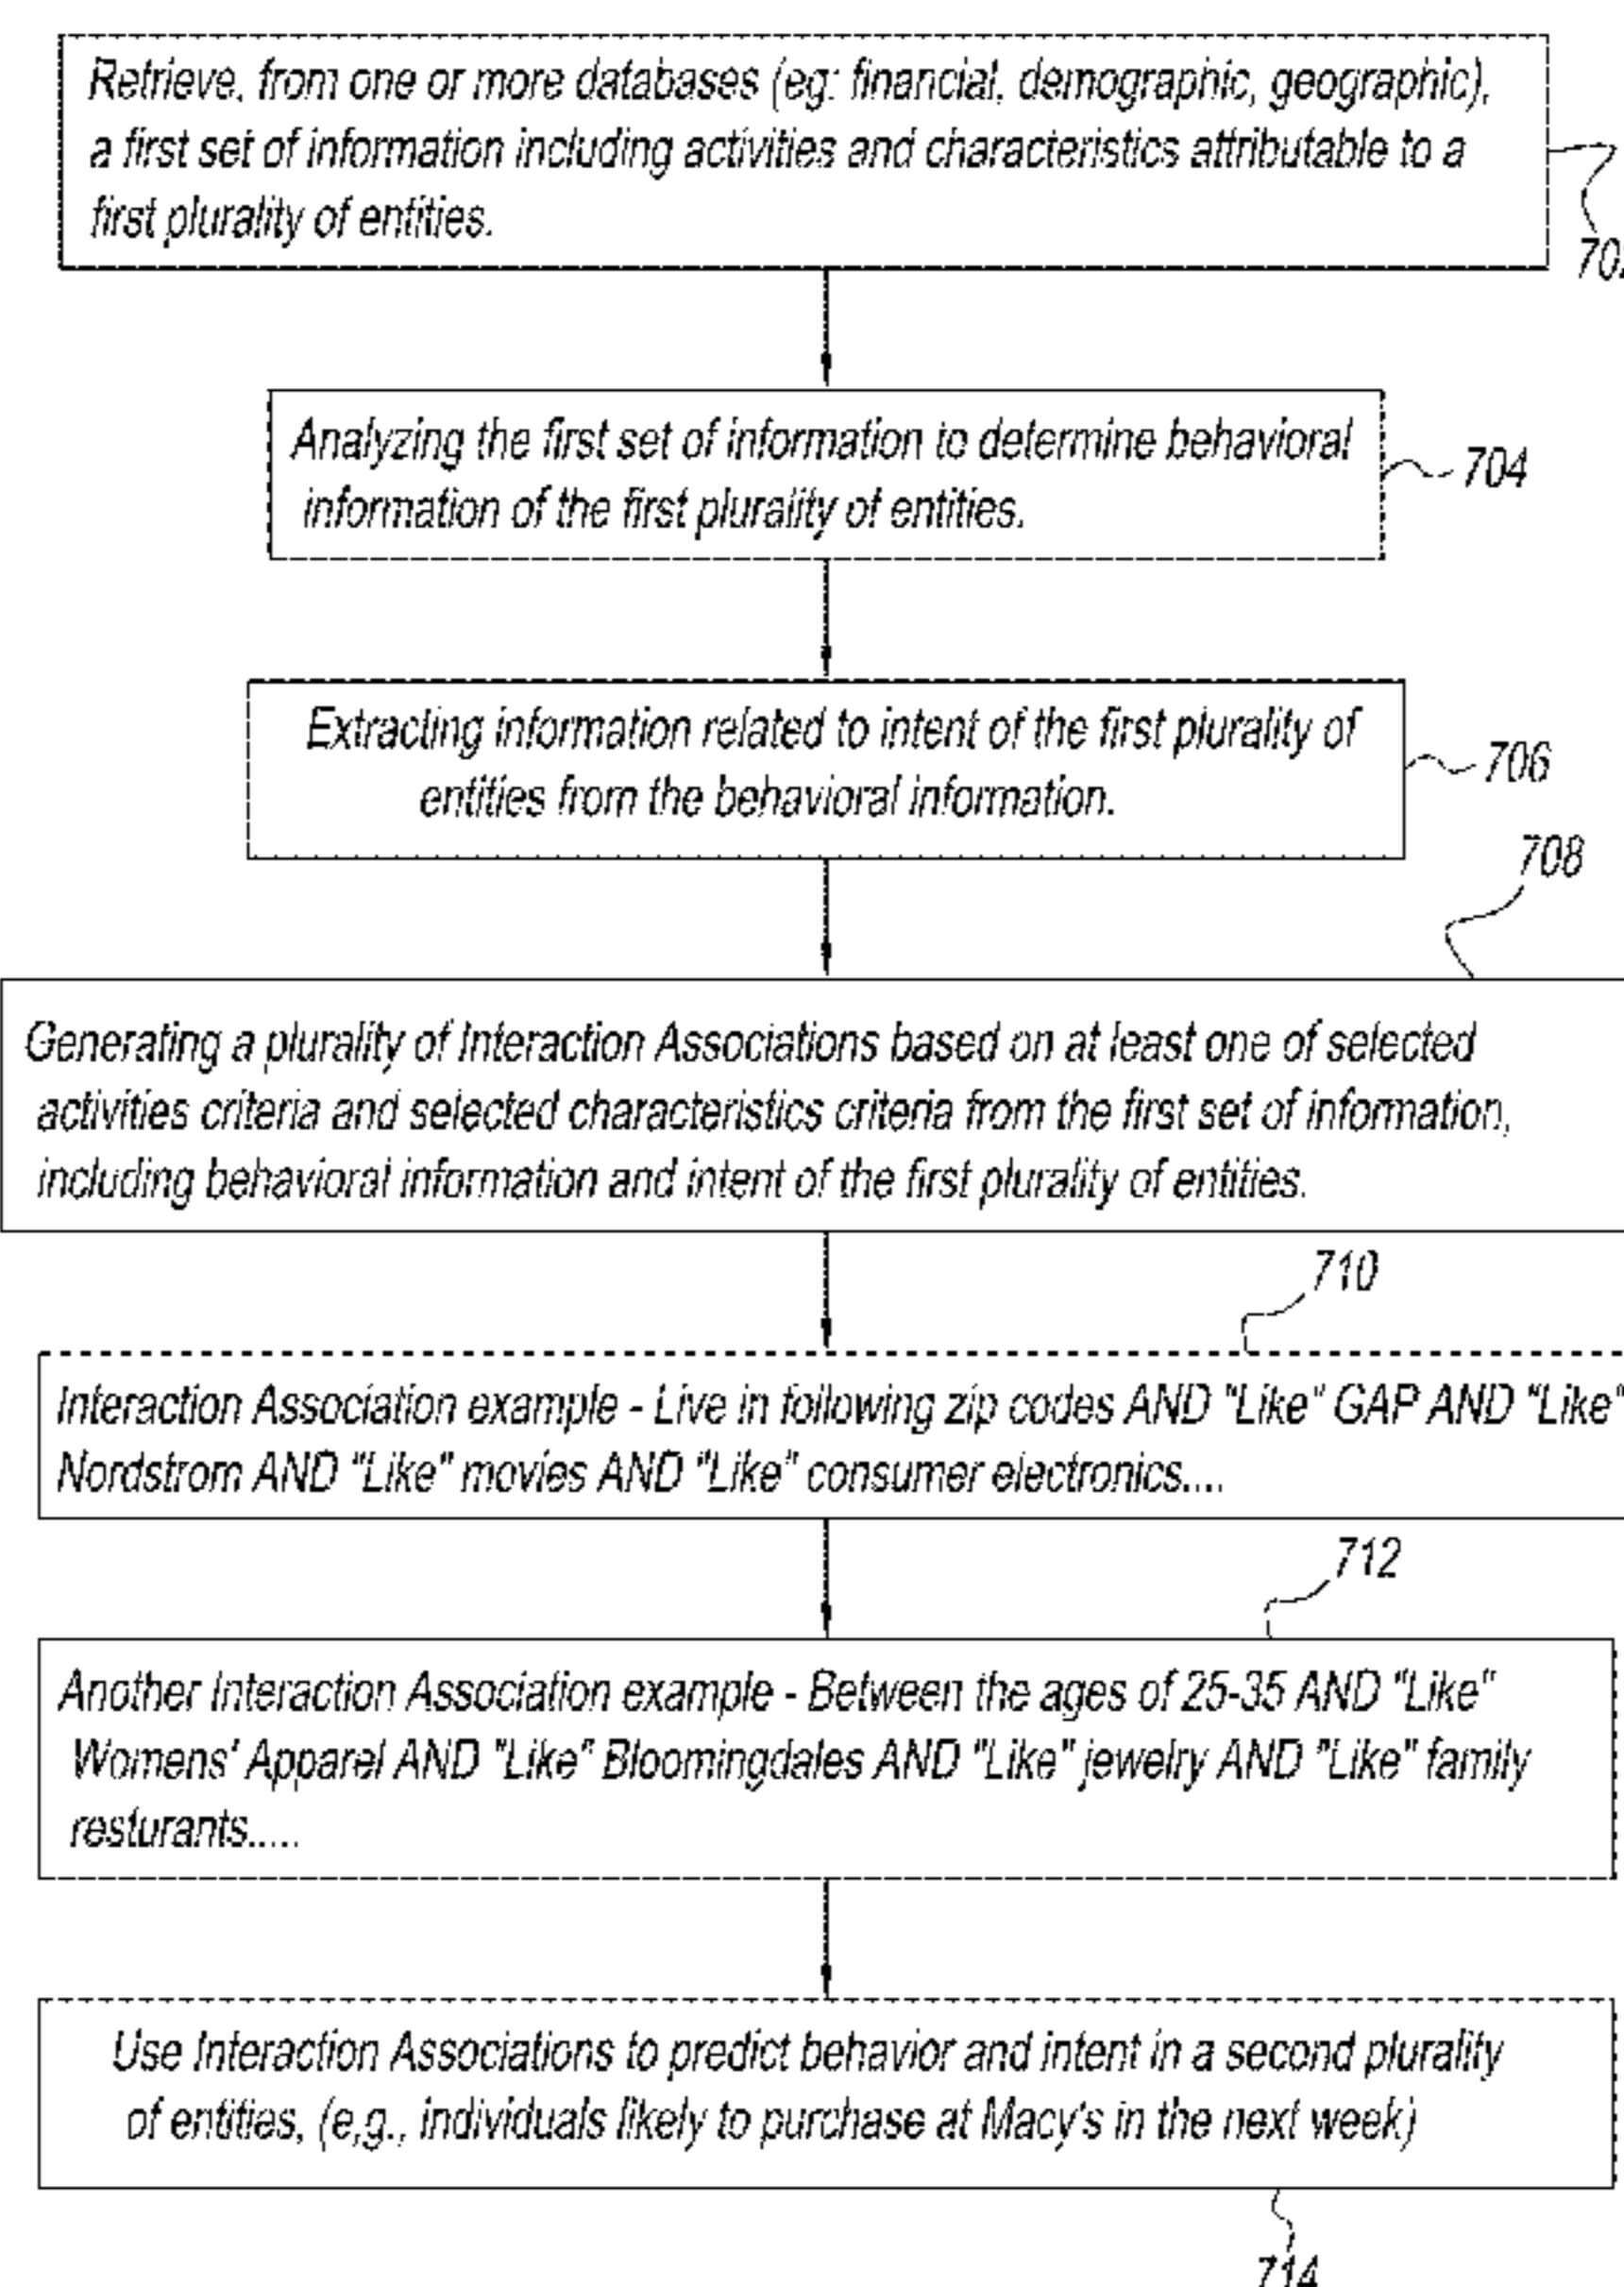 Retrieve, from one or more databases (eg: financial, demographic, geographic),
a first set of information including activities and characteristics attributable to a
first plurality of entities.
Analyzing the first set of information to determine behavioral
information of the first plurality of entities.
704
Extracting information related to intent of the first plurality of
entities from the behavioral information.
706
708
Generating a plurality of Interaction Associations based on at least one of selected
activities criteria and selected characteristics criteria from the first set of information,
including behavioral information and intent of the first plurality of entities.
710
Interaction Association example - Live in following zip codes AND "Like" GAP AND "Like"
Nordstrom AND "Like" movies AND "Like" consumer electronics....
712
Another Interaction Association example - Between the ages of 25-35 AND "Like"
Womens' Apparel AND "Like" Bloomingdales AND "Like" jewelry AND "Like" family
resturants.....
Use Interaction Associations to predict behavior and intent in a second plurality
of entities, (e,g., individuals likely to purchase at Macy's in the next week)
714